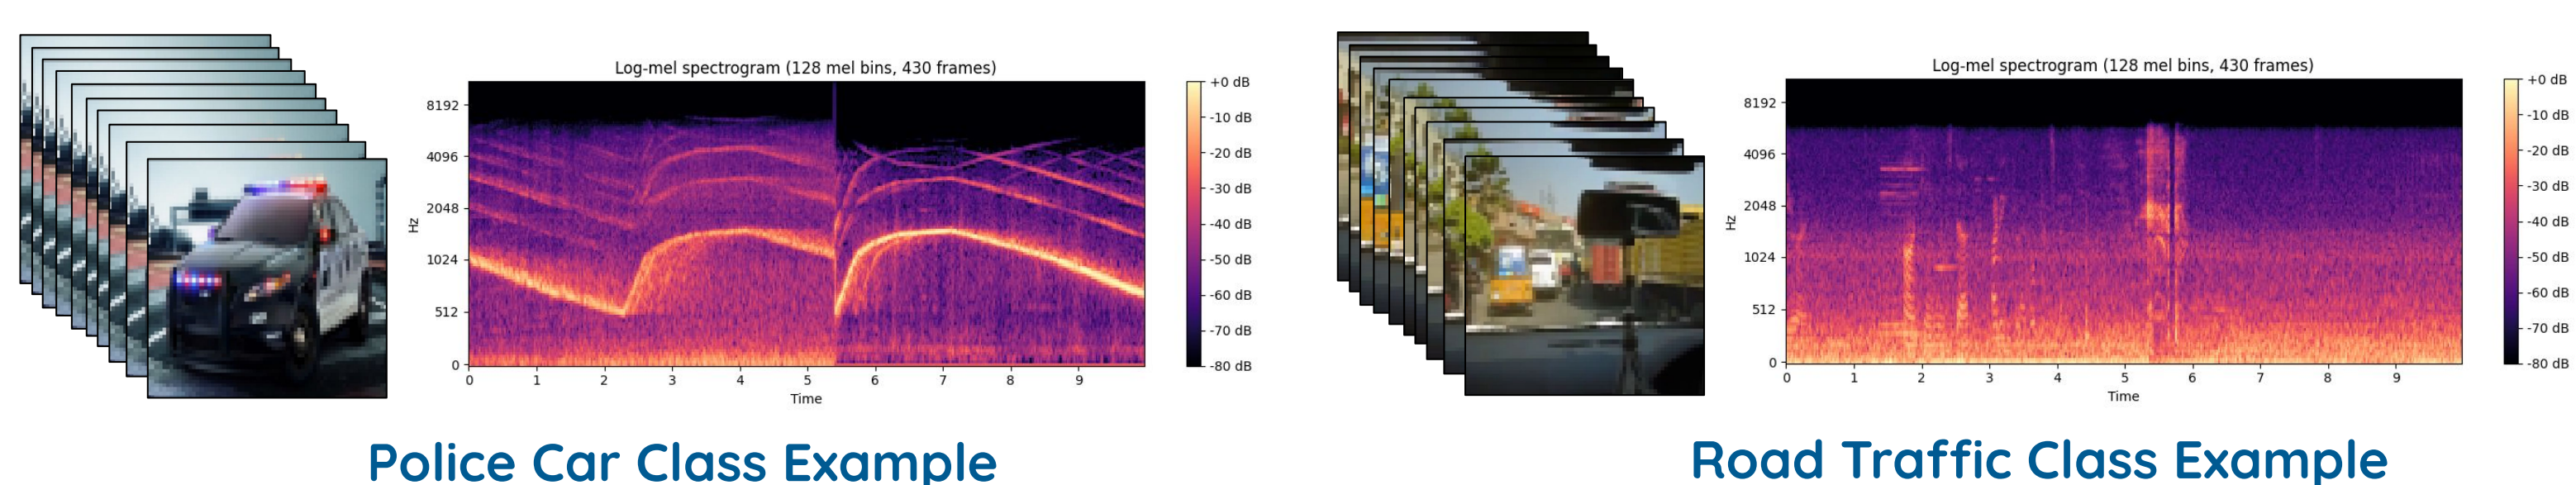 Log-mel spectrogram (128 mel bins, 430 frames)
8192
4096
2048
1024
512
0
Hz
0 1 2 3 4 5 6 7 8 9
Time
+0 dB
-10 dB
-20 dB
-30 dB
-40 dB
-50 dB
-60 dB
-70 dB
-80 dB
Police Car Class Example
Log-mel spectrogram (128 mel bins, 430 frames)
8192
4096
2048
1024
512
0
Hz
0 1 2 3 4 5 6 7 8 9
Time
+0 dB
-10 dB
-20 dB
-30 dB
-40 dB
-50 dB
-60 dB
-70 dB
-80 dB
Road Traffic Class Example